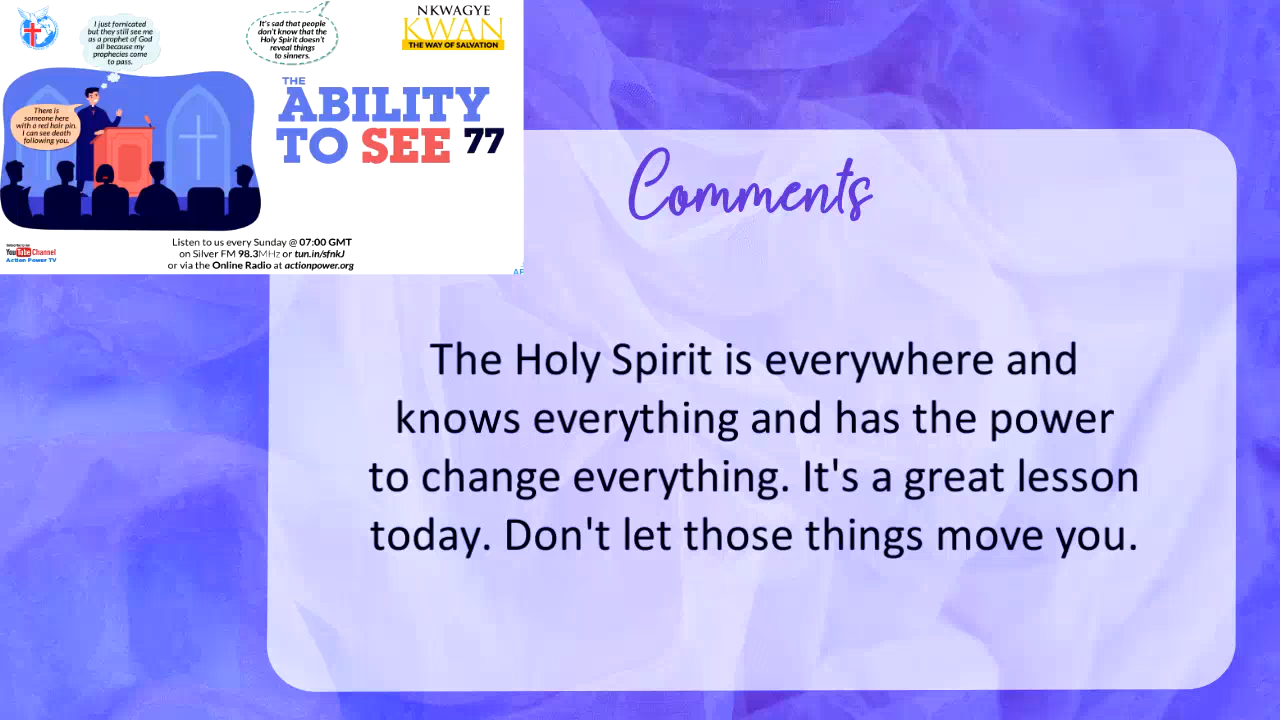 I just fornicated
but they still see me
as a prophet of God
all because my
prophecies come
to pass.
It's sad that people
don't know that the
Holy Spirit doesn't
reveal things
to sinners.
NKWAGYE
KWAN
THE WAY OF SALVATION
There is
someone here
with a red hair pin.
I can see death
following you.
THE
ABILITY
TO SEE 77
Listen to us every Sunday @ 07:00 GMT
on Silver FM 98.3MHz or tun.in/sfnkJ
or via the Online Radio at actionpower.org
YouTube Channel
Action Power TV
Comments
The Holy Spirit is everywhere and
knows everything and has the power
to change everything. It's a great lesson
today. Don't let those things move you.